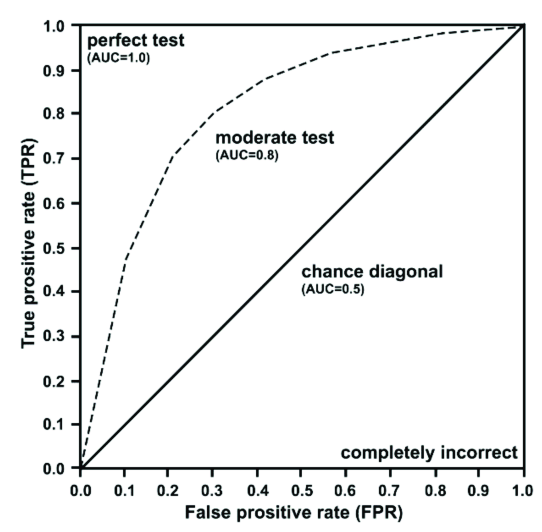 1.0
perfect test
(AUC=1.0)
0.9
0.8
moderate test
(AUC=0.8)
0.7
0.6
0.5
chance diagonal
(AUC=0.5)
0.4
0.3
0.2
0.1
completely incorrect
0.0
True prositive rate (TPR)
0.0 0.1 0.2 0.3 0.4 0.5 0.6 0.7 0.8 0.9 1.0
False prositive rate (FPR)